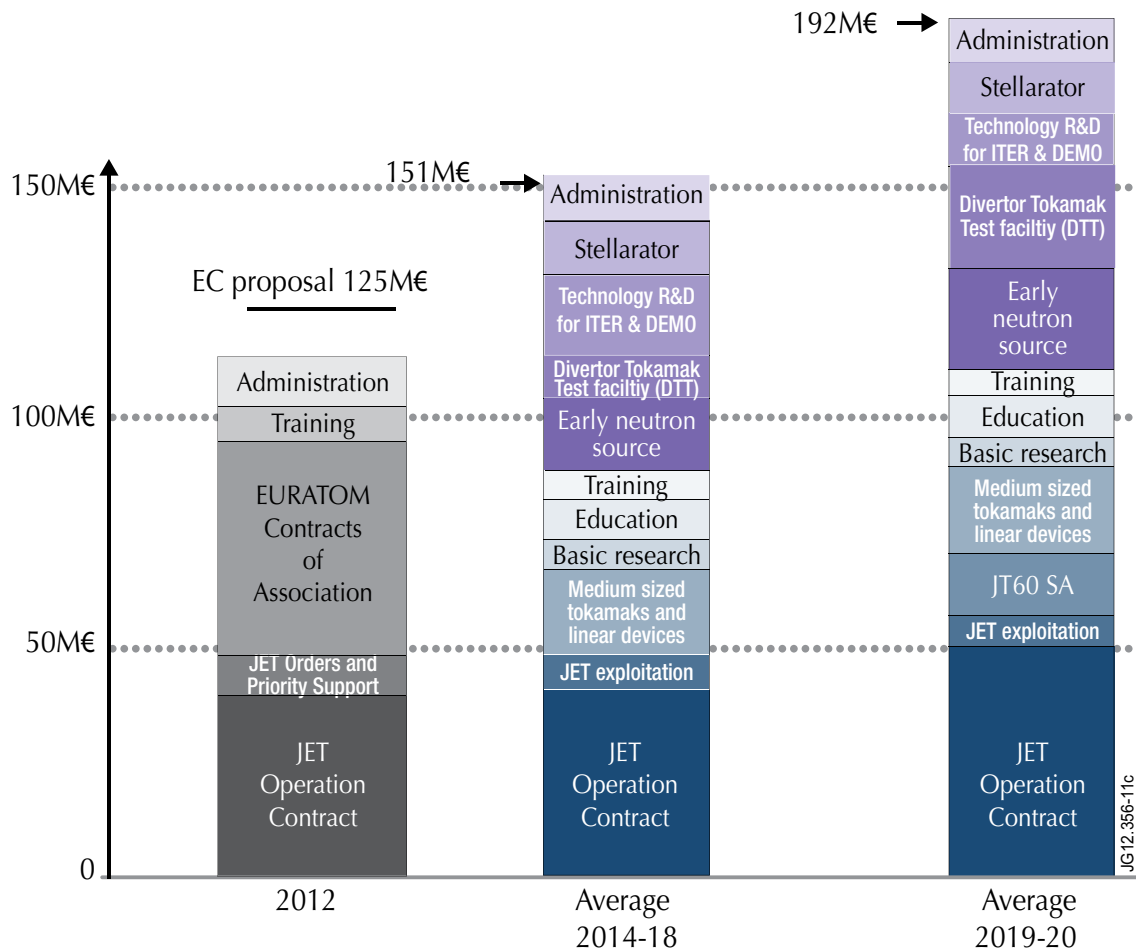 192M€
Administration
Stellarator
Technology R&D
for ITER & DEMO
Divertor Tokamak
Test faciltiy (DTT)
Early
neutron
source
Training
Education
Basic research
Medium sized
tokamaks and
linear devices
JT60 SA
JET exploitation
JET
Operation
Contract
151M€
Administration
Stellarator
Technology R&D
for ITER & DEMO
Divertor Tokamak
Test faciltiy (DTT)
Early neutron
source
Training
Education
Basic research
Medium sized
tokamaks and
linear devices
JET exploitation
JET
Operation
Contract
EC proposal 125M€
Administration
Training
EURATOM
Contracts
of
Association
JET Orders and
Priority Support
JET
Operation
Contract
150M€
100M€
50M€
0
2012
Average
2014-18
Average
2019-20
JG12.356-11c